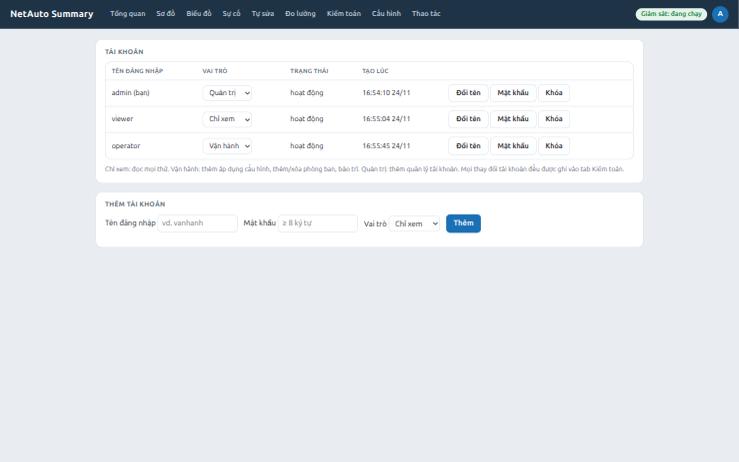 NetAuto Summary Tổng quan Sơ đồ Biểu đồ Sự cố Tự sửa Đo lường Kiểm toán Cấu hình Thao tác Giám sát: đang chạy A
TÀI KHOẢN
TÊN ĐĂNG NHẬP VAI TRÒ TRẠNG THÁI TẠO LÚC
admin (bạn) Quản trị hoạt động 16:54:10 24/11 Đổi tên Mật khẩu Khóa
viewer Chỉ xem hoạt động 16:55:04 24/11 Đổi tên Mật khẩu Khóa
operator Vận hành hoạt động 16:55:45 24/11 Đổi tên Mật khẩu Khóa
Chỉ xem: đọc mọi thứ. Vận hành: thêm áp dụng cấu hình, thêm/xóa phòng ban, bảo trì. Quản trị: thêm quản lý tài khoản. Mọi thay đổi tài khoản đều được ghi vào tab Kiểm toán.
THÊM TÀI KHOẢN
Tên đăng nhập vd. vanhanh Mật khẩu ≥ 8 ký tự Vai trò Chỉ xem Thêm